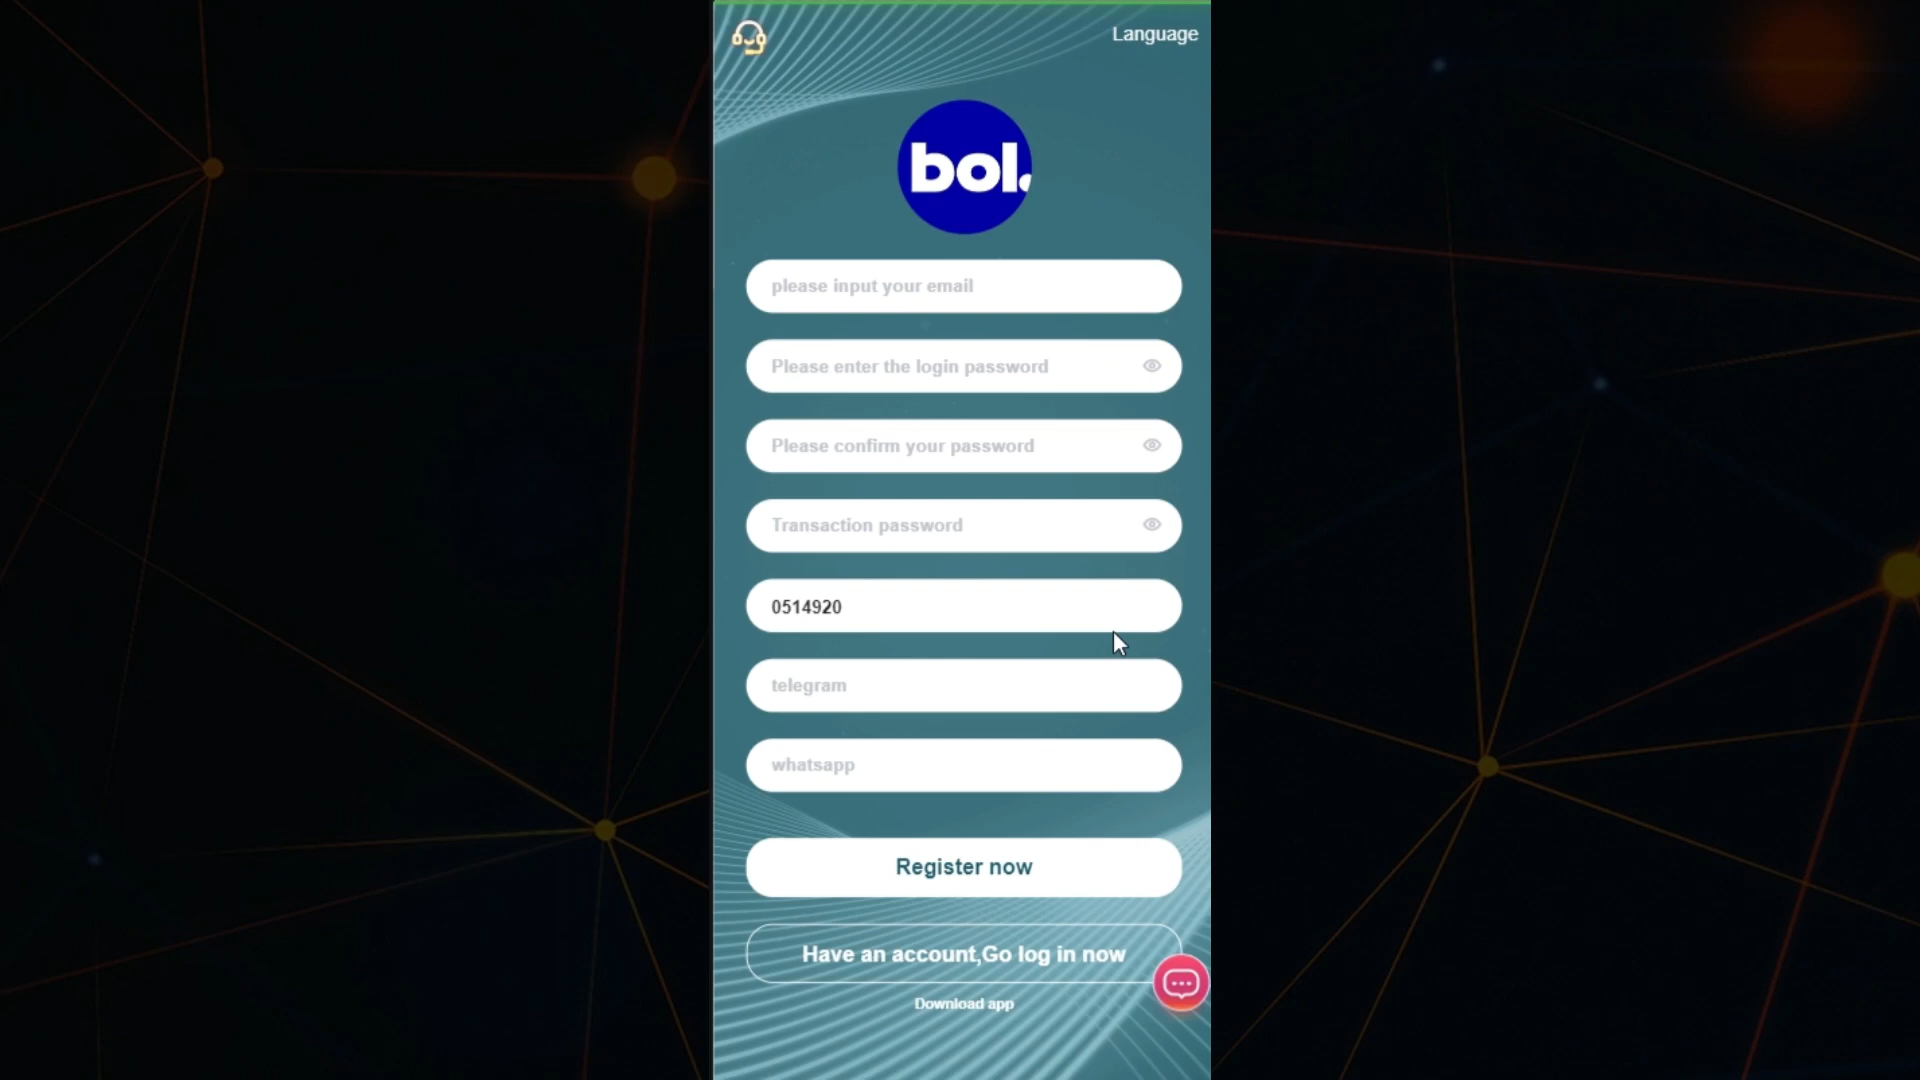 Language
bol.
please input your email
Please enter the login password
Please confirm your password
Transaction password
0514920
telegram
whatsapp
Register now
Have an account,Go log in now
Download app